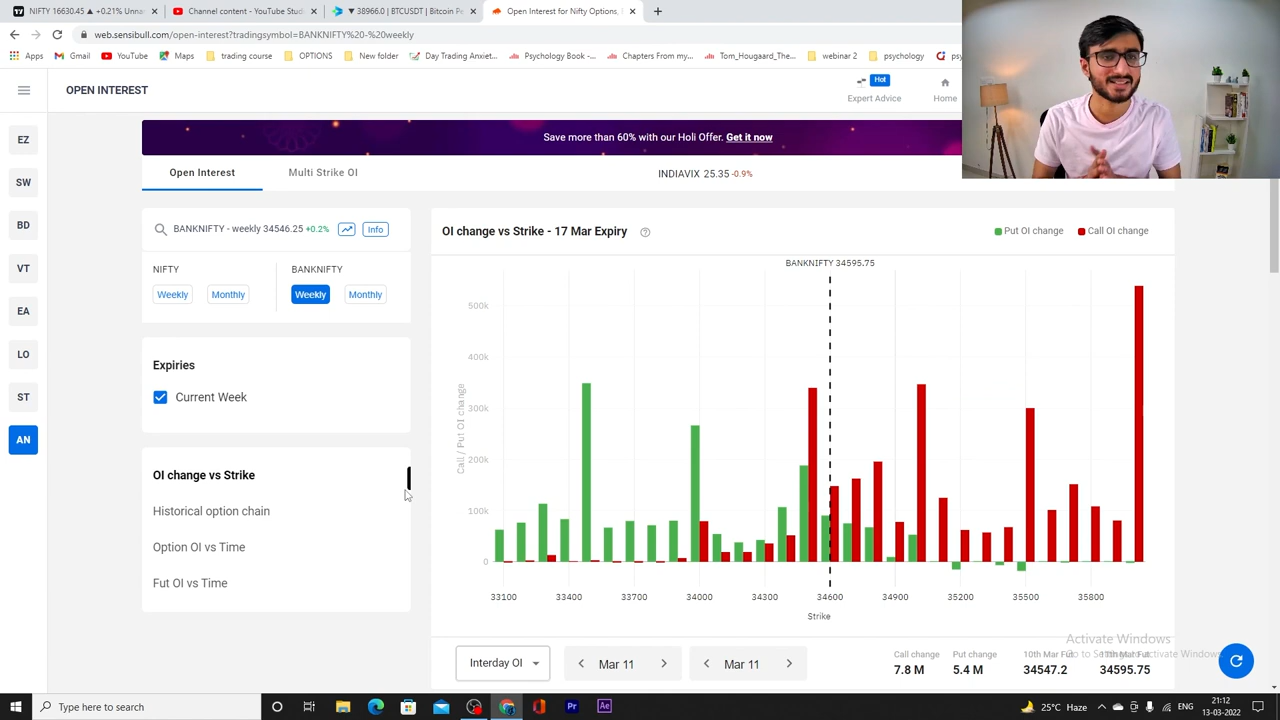 NIFTY 16630.45 ▲ +0.21% Unna
Channel content - YouTube Studi
▼ 38966.0 | BTCUSDT | Bitcoin P
Open Interest for Nifty Options,
web.sensibull.com/open-interest?tradingsymbol=BANKNIFTY%20-%20weekly
Apps
Gmail
YouTube
Maps
trading course
OPTIONS
New folder
Day Trading Anxiet...
Psychology Book -...
Chapters From my...
Tom_Hougaard_The...
webinar 2
psychology
OPEN INTEREST
Hot
Expert Advice
Home
Save more than 60% with our Holi Offer. Get it now
Open Interest
Multi Strike OI
INDIAVIX 25.35 -0.9%
EZ
SW
BD
VT
EA
LO
ST
AN
BANKNIFTY - weekly 34546.25 +0.2%
Info
NIFTY
BANKNIFTY
Weekly
Monthly
Weekly
Monthly
Expiries
Current Week
OI change vs Strike
Historical option chain
Option OI vs Time
Fut OI vs Time
OI change vs Strike - 17 Mar Expiry
Put OI change
Call OI change
BANKNIFTY 34595.75
Call / Put OI change
500k
400k
300k
200k
100k
0
33100
33400
33700
34000
34300
34600
34900
35200
35500
35800
Strike
Interday OI
Mar 11
Mar 11
Call change
7.8 M
Put change
5.4 M
10th Mar Fut
34547.2
34595.75
Activate Windows
Type here to search
Pr
Ae
25°C Haze
ENG
21:12
13-03-2022